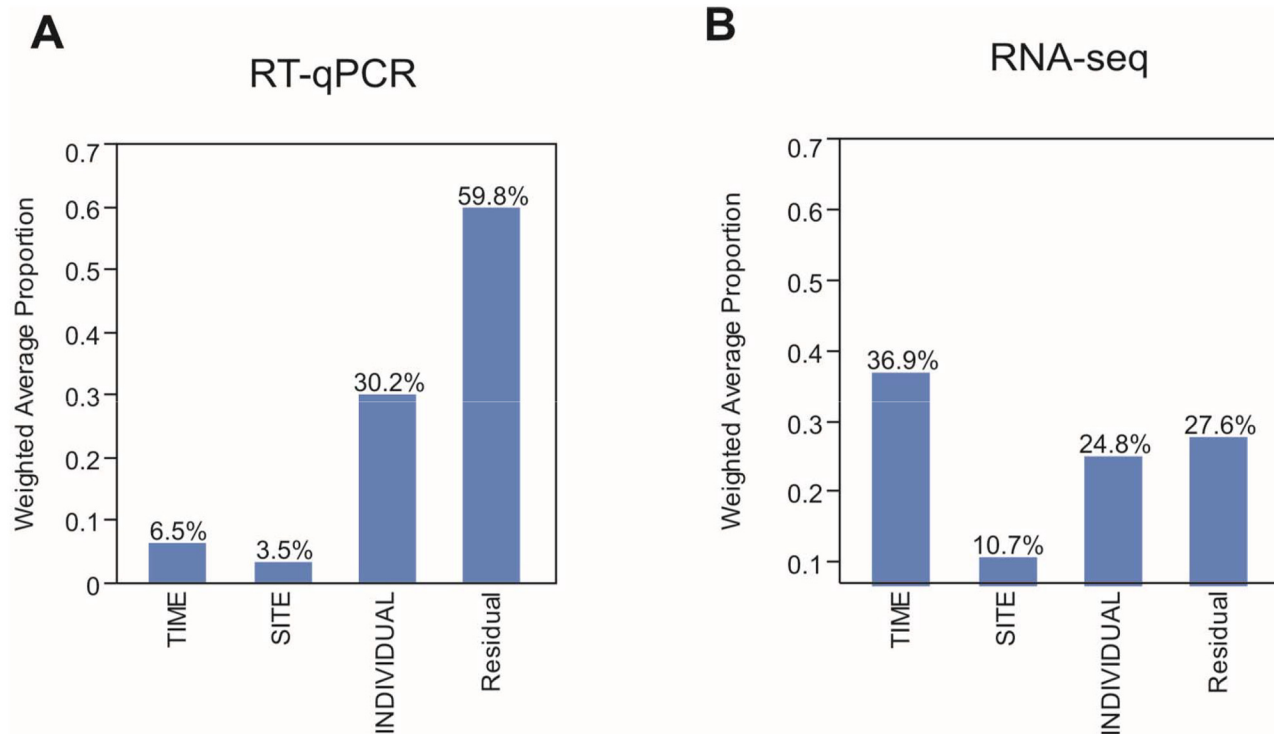 A
RT-qPCR
Weighted Average Proportion
0.7
0.6
0.5
0.4
0.3
0.2
0.1
0
59.8%
30.2%
6.5%
3.5%
TIME
SITE
INDIVIDUAL
Residual
B
RNA-seq
Weighted Average Proportion
0.7
0.6
0.5
0.4
0.3
0.2
0.1
36.9%
27.6%
24.8%
10.7%
TIME
SITE
INDIVIDUAL
Residual